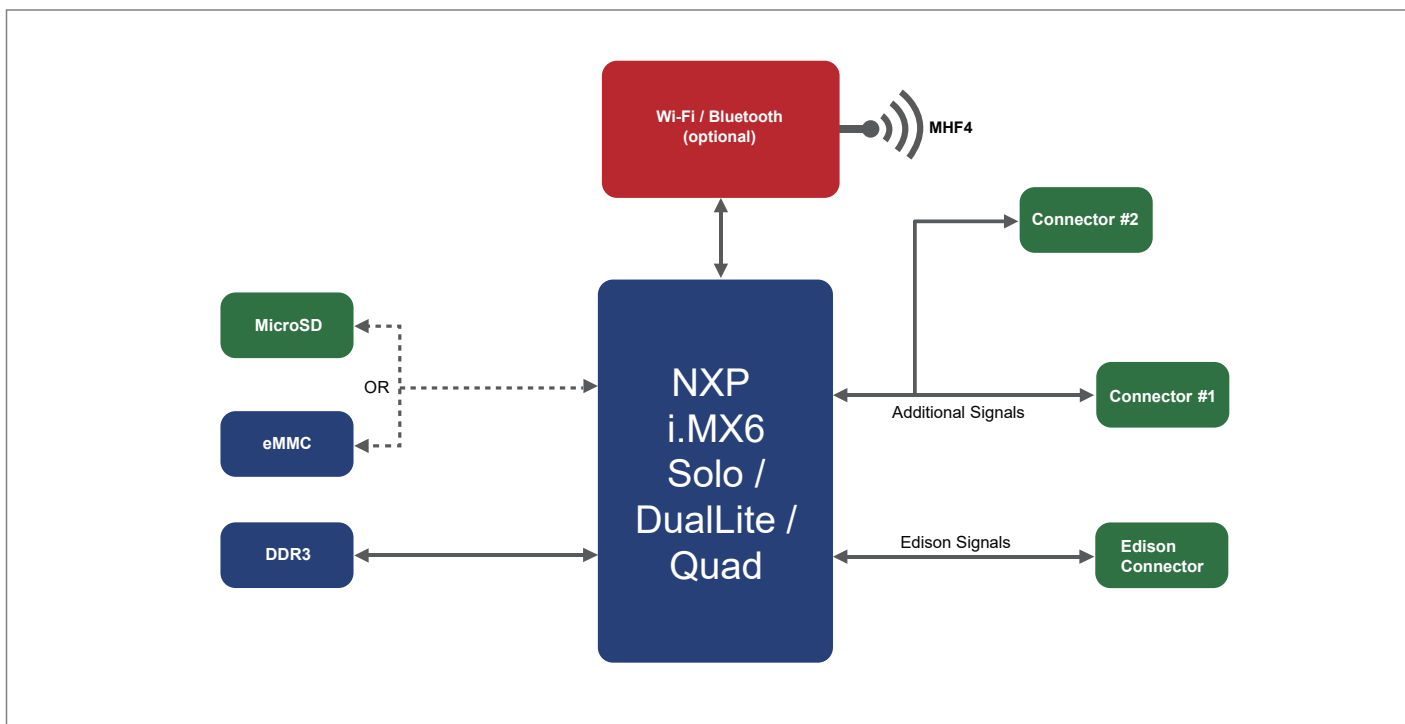 Wi-Fi / Bluetooth
(optional)
MHF4
Connector #2
MicroSD
OR
eMMC
DDR3
NXP
i.MX6
Solo /
DualLite /
Quad
Additional Signals
Connector #1
Edison Signals
Edison
Connector